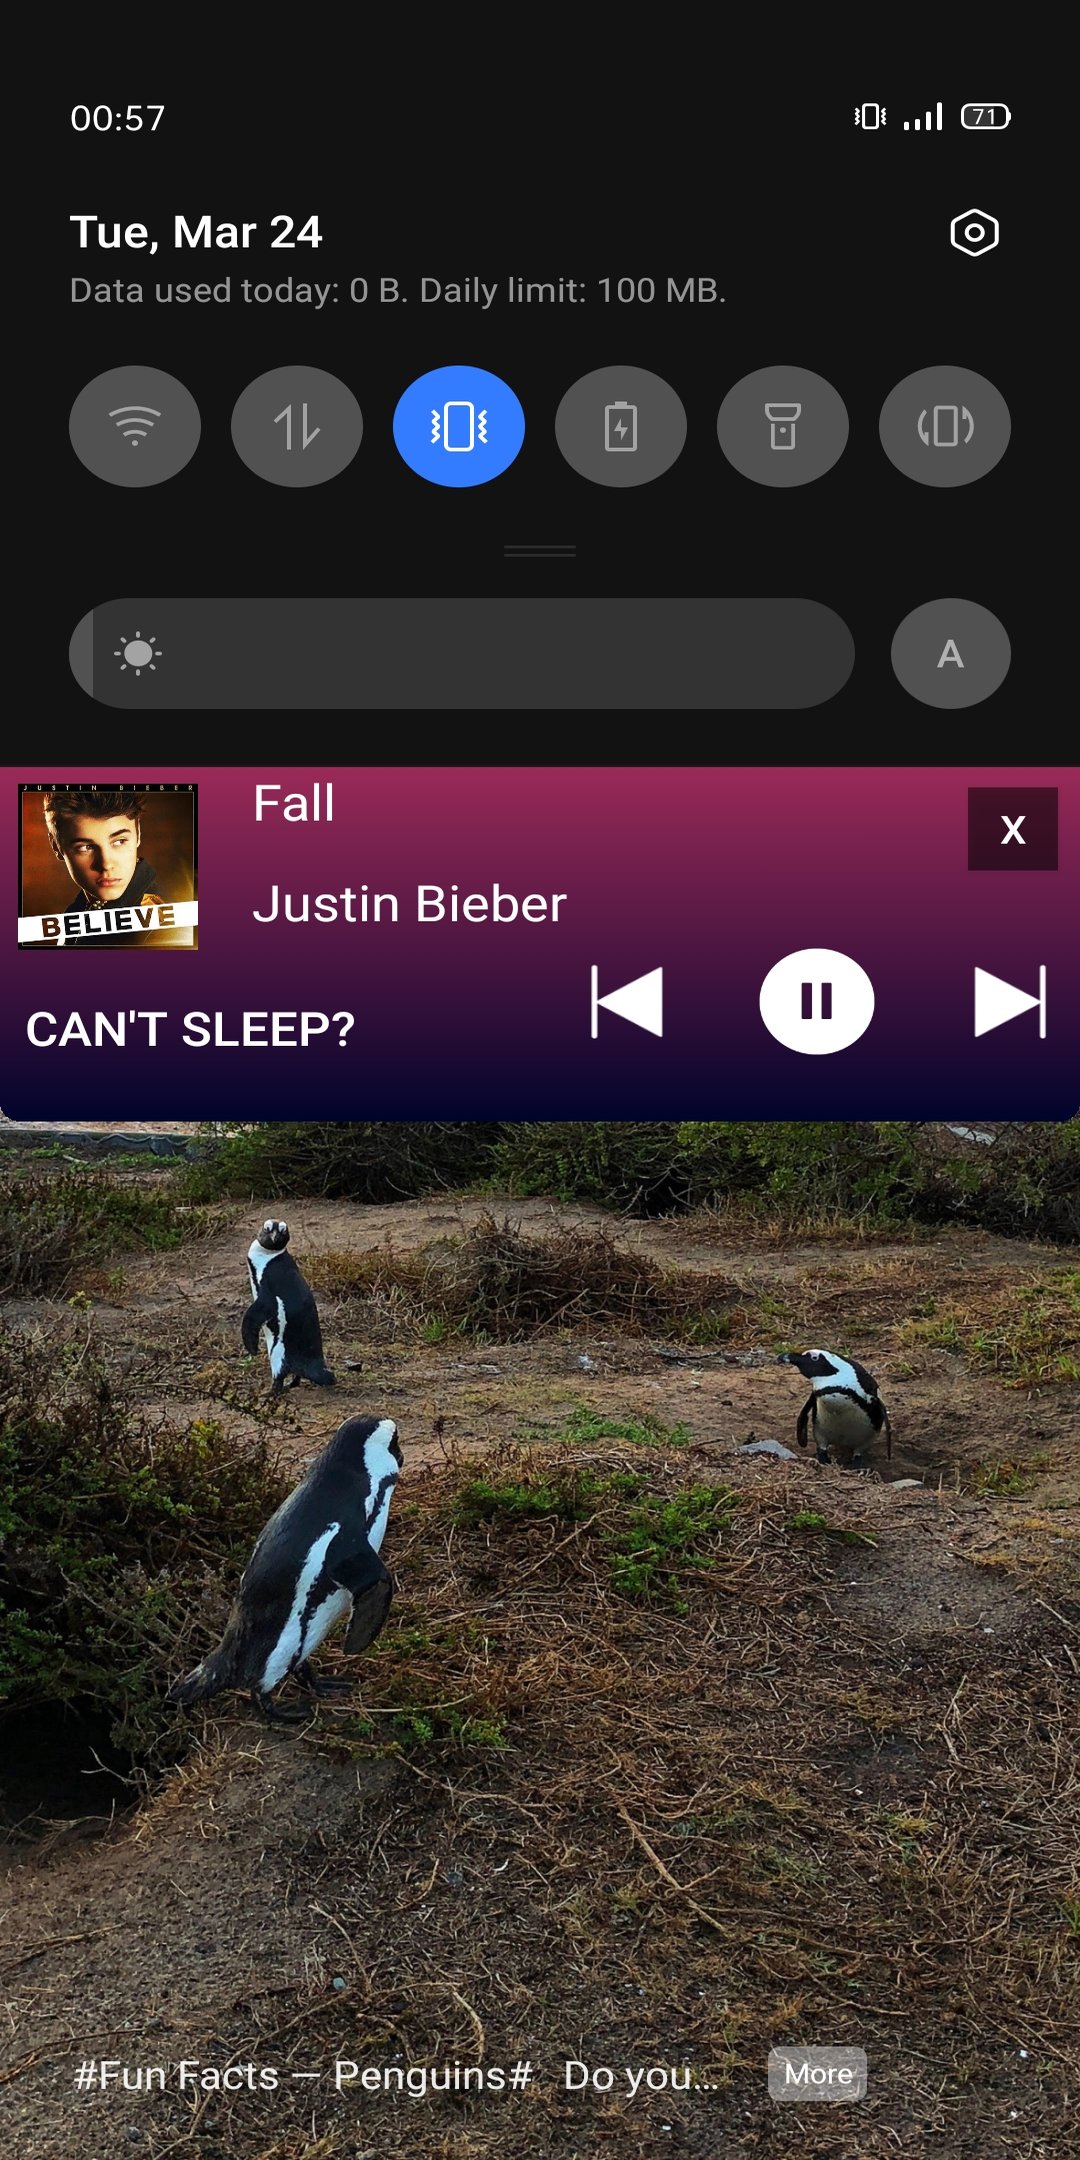 00:57
71
Tue, Mar 24
Data used today: 0 B. Daily limit: 100 MB.
A
JUSTIN BIEBER
BELIEVE
Fall
X
Justin Bieber
CAN'T SLEEP?
#Fun Facts — Penguins# Do you...
More